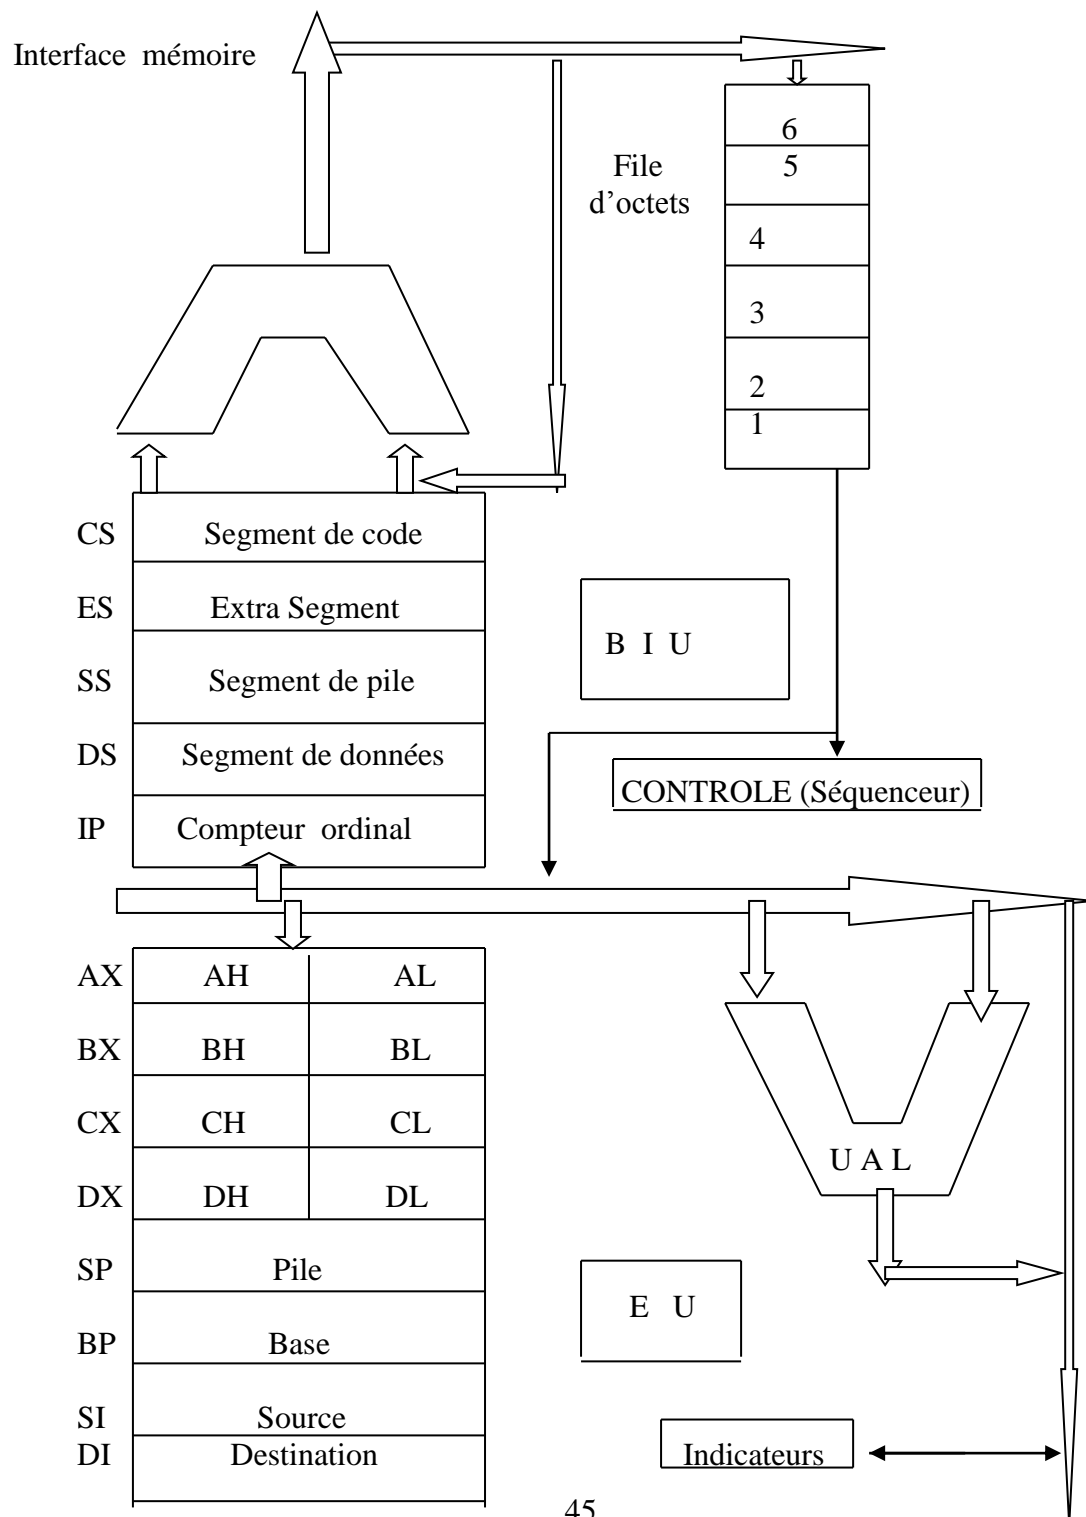 Interface mémoire
6
File
d’octets
5
4
3
2
1
CS Segment de code
ES Extra Segment
B I U
SS Segment de pile
DS Segment de données
CONTROLE (Séquenceur)
IP Compteur ordinal
AX AH AL
BX BH BL
CX CH CL
U A L
DX DH DL
SP Pile
E U
BP Base
SI Source
DI Destination
Indicateurs
45